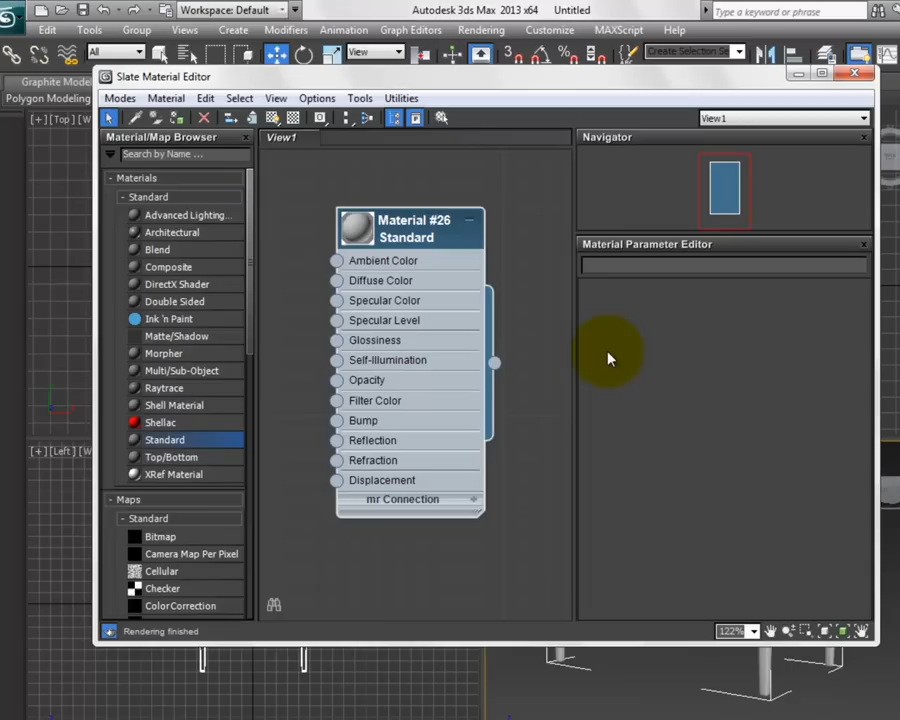 Workspace: Default
Autodesk 3ds Max 2013 x64 Untitled
Type a keyword or phrase
Edit Tools Group Views Create Modifiers Animation Graph Editors Rendering Customize MAXScript Help
All
View
Create Selection Se
Graphite Mode
Polygon Modeling
Slate Material Editor
Modes Material Edit Select View Options Tools Utilities
View1
Material/Map Browser
Search by Name ...
Materials
Standard
Advanced Lighting...
Architectural
Blend
Composite
DirectX Shader
Double Sided
Ink 'n Paint
Matte/Shadow
Morpher
Multi/Sub-Object
Raytrace
Shell Material
Shellac
Standard
Top/Bottom
XRef Material
Maps
Standard
Bitmap
Camera Map Per Pixel
Cellular
Checker
ColorCorrection
View1
Material #26
Standard
Ambient Color
Diffuse Color
Specular Color
Specular Level
Glossiness
Self-Illumination
Opacity
Filter Color
Bump
Reflection
Refraction
Displacement
mr Connection
Navigator
Material Parameter Editor
Rendering finished
122%
[+] [Top] [W
[+] [Left] [W